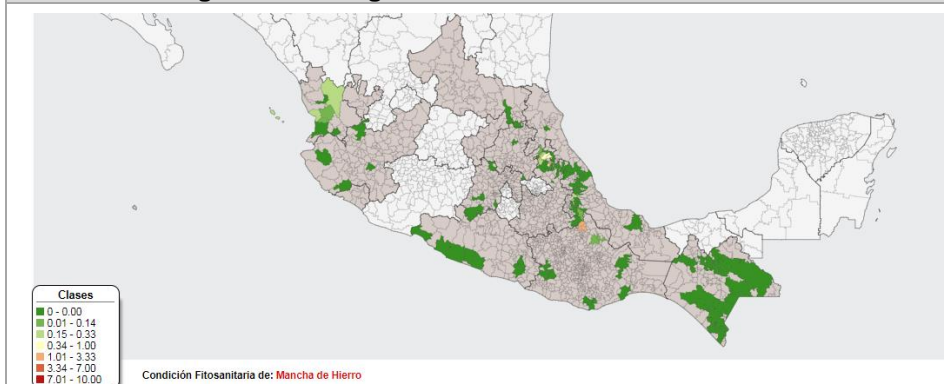 Clases
0 - 0.00
0.01 - 0.14
0.15 - 0.33
0.34 - 1.00
1.01 - 3.33
3.34 - 7.00
7.01 - 10.00
Condición Fitosanitaria de: Mancha de Hierro